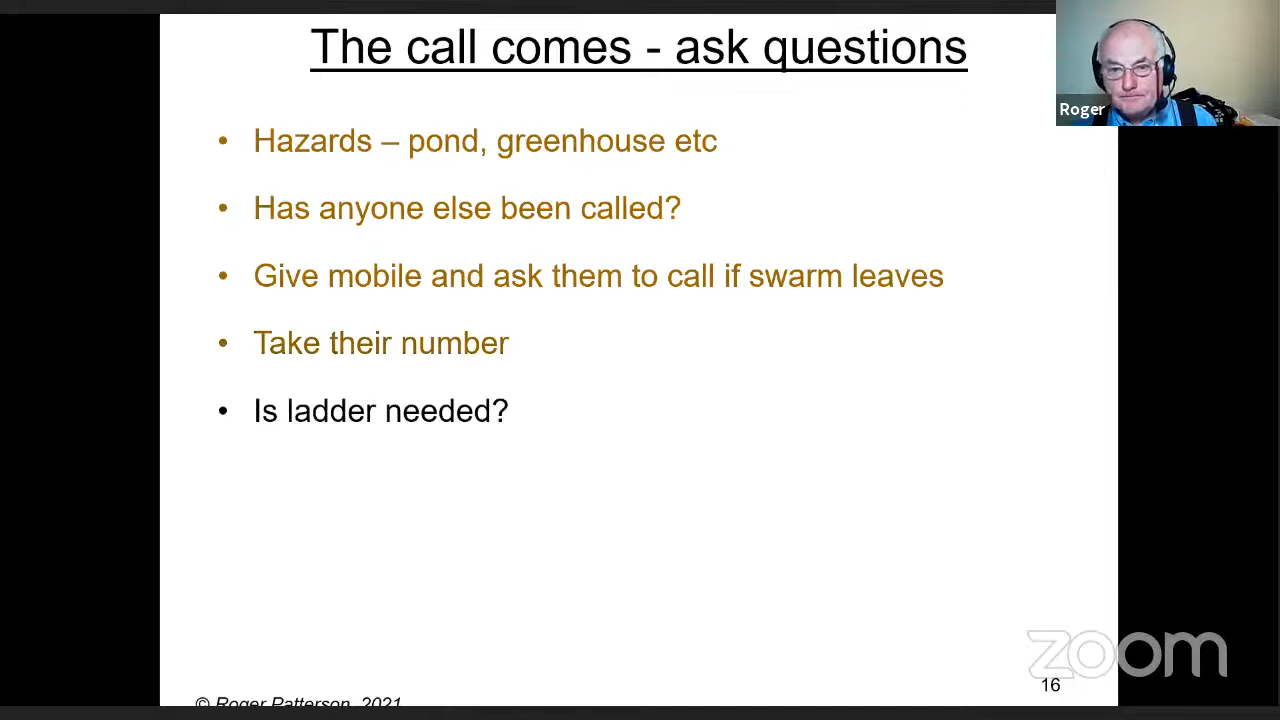 The call comes - ask questions
Roger
• Hazards – pond, greenhouse etc
• Has anyone else been called?
• Give mobile and ask them to call if swarm leaves
• Take their number
• Is ladder needed?
zoom
16
© Roger Patterson, 2021